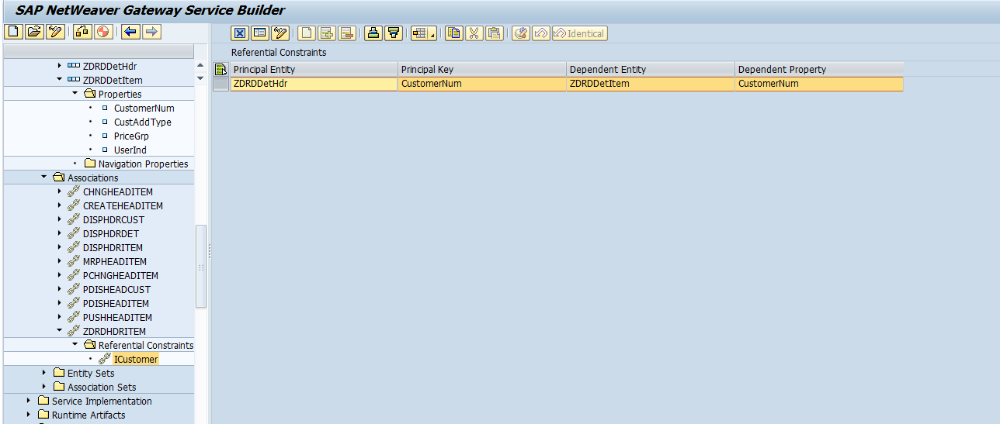 SAP NetWeaver Gateway Service Builder
Identical
Referential Constraints
Principal Entity Principal Key Dependent Entity Dependent Property
ZDRDDetHdr CustomerNum ZDRDDetItem CustomerNum
ZDRDDetHdr
ZDRDDetItem
Properties
CustomerNum
CustAddType
PriceGrp
UserInd
Navigation Properties
Associations
CHNGHEADITEM
CREATEHEADITEM
DISPHDRCUST
DISPHDRDET
DISPHDRITEM
MRPHEADITEM
PCHNGHEADITEM
PDISHEADCUST
PDISHEADITEM
PUSHHEADITEM
ZDRDHDRITEM
Referential Constraints
ICustomer
Entity Sets
Association Sets
Service Implementation
Runtime Artifacts